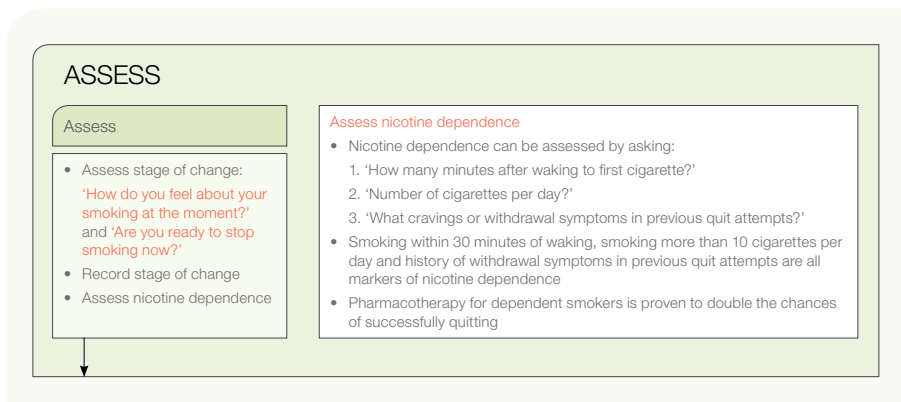 ASSESS
Assess
• Assess stage of change:
‘How do you feel about your
smoking at the moment?’
and ‘Are you ready to stop
smoking now?’
• Record stage of change
• Assess nicotine dependence
Assess nicotine dependence
• Nicotine dependence can be assessed by asking:
1. ‘How many minutes after waking to first cigarette?’
2. ‘Number of cigarettes per day?’
3. ‘What cravings or withdrawal symptoms in previous quit attempts?’
• Smoking within 30 minutes of waking, smoking more than 10 cigarettes per
day and history of withdrawal symptoms in previous quit attempts are all
markers of nicotine dependence
• Pharmacotherapy for dependent smokers is proven to double the chances
of successfully quitting